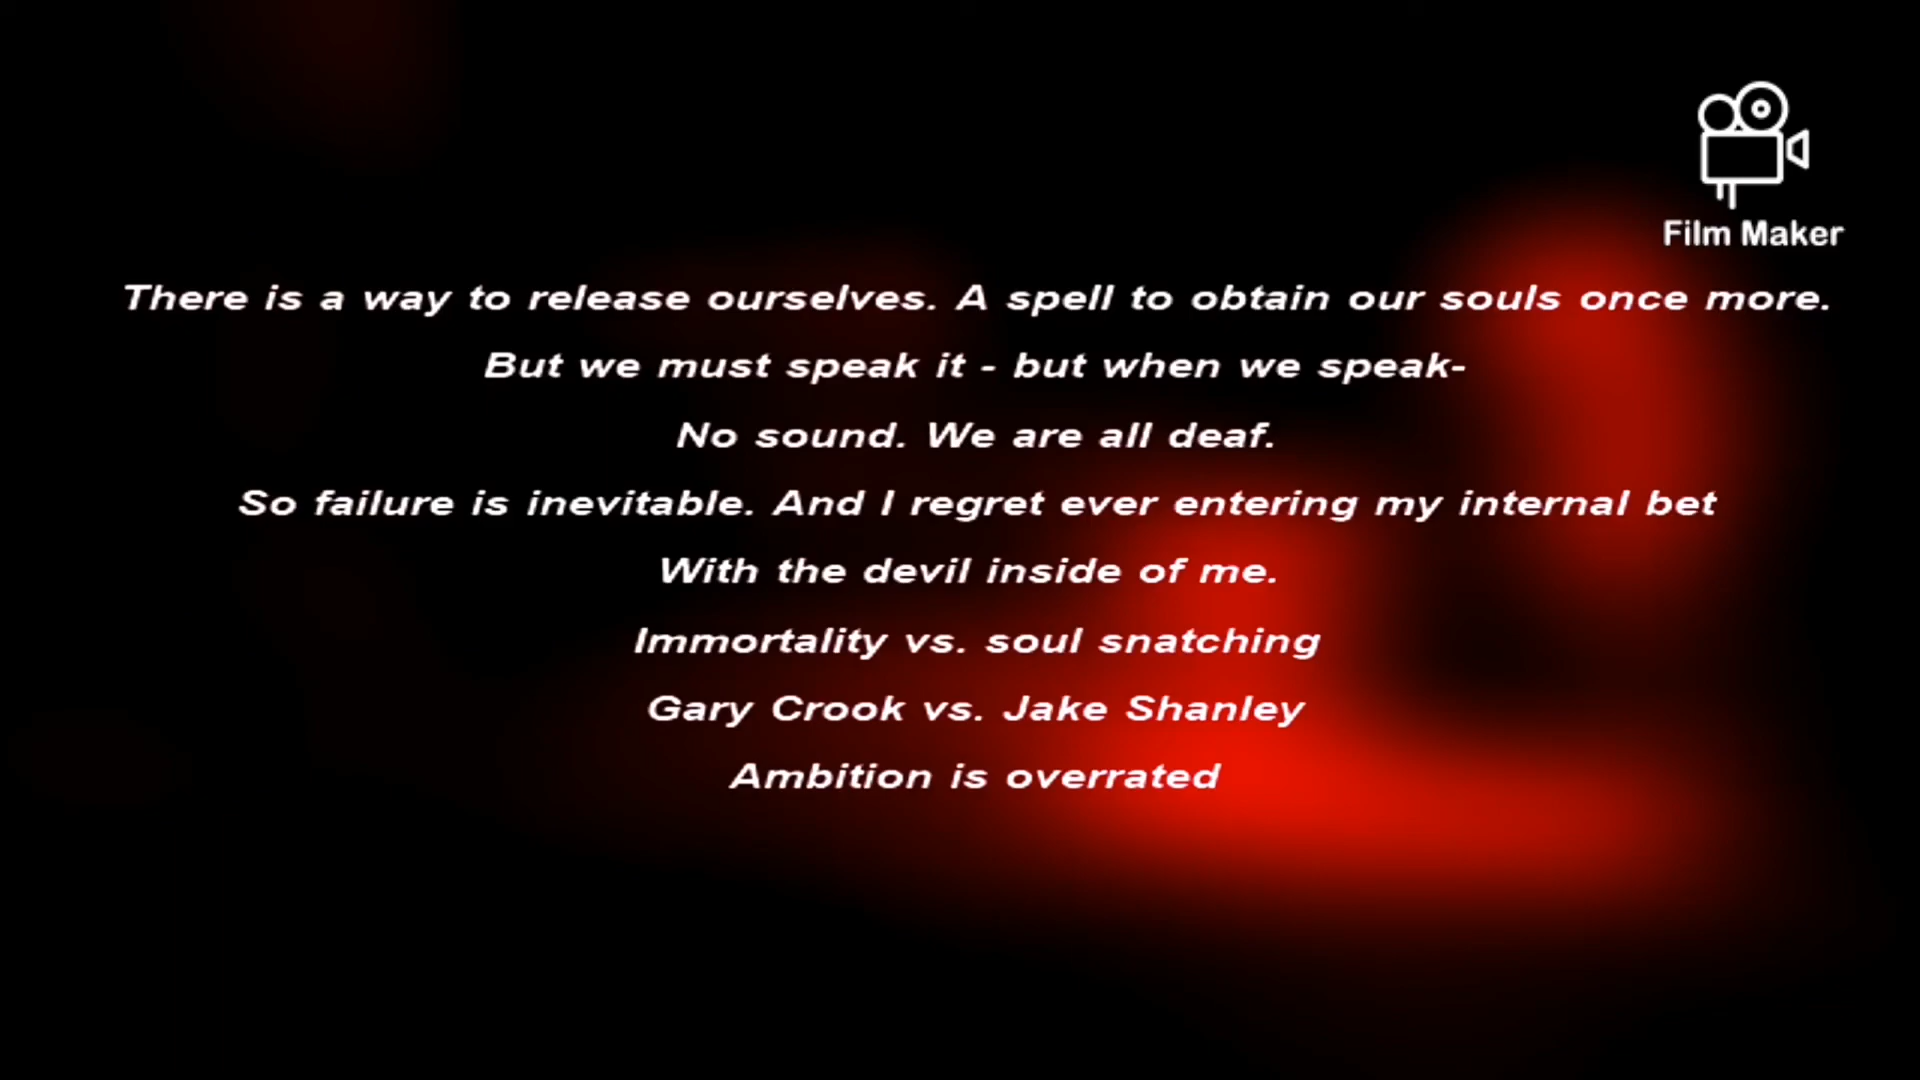 Film Maker
There is a way to release ourselves. A spell to obtain our souls once more.
But we must speak it - but when we speak-
No sound. We are all deaf.
So failure is inevitable. And I regret ever entering my internal bet
With the devil inside of me.
Immortality vs. soul snatching
Gary Crook vs. Jake Shanley
Ambition is overrated